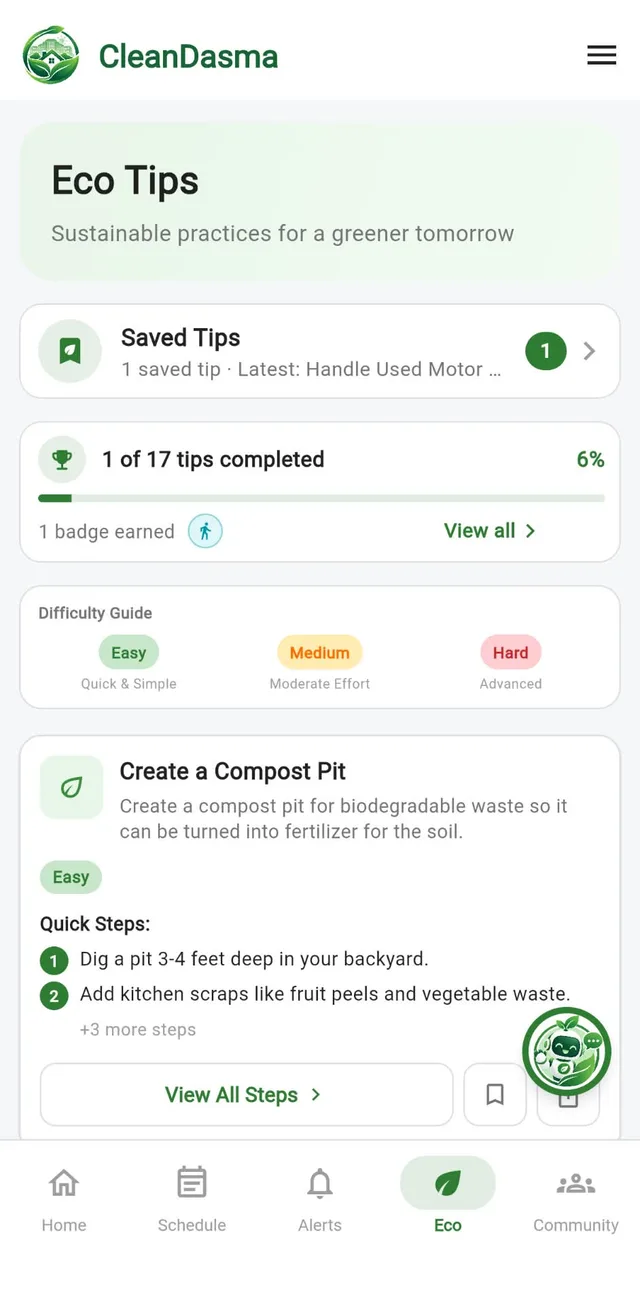 CleanDasma
Eco Tips
Sustainable practices for a greener tomorrow
Saved Tips
1 saved tip · Latest: Handle Used Motor ...
1
1 of 17 tips completed
6%
1 badge earned
View all
Difficulty Guide
Easy
Medium
Hard
Quick & Simple
Moderate Effort
Advanced
Create a Compost Pit
Create a compost pit for biodegradable waste so it
can be turned into fertilizer for the soil.
Easy
Quick Steps:
1 Dig a pit 3-4 feet deep in your backyard.
2 Add kitchen scraps like fruit peels and vegetable waste.
+3 more steps
View All Steps
Home
Schedule
Alerts
Eco
Community